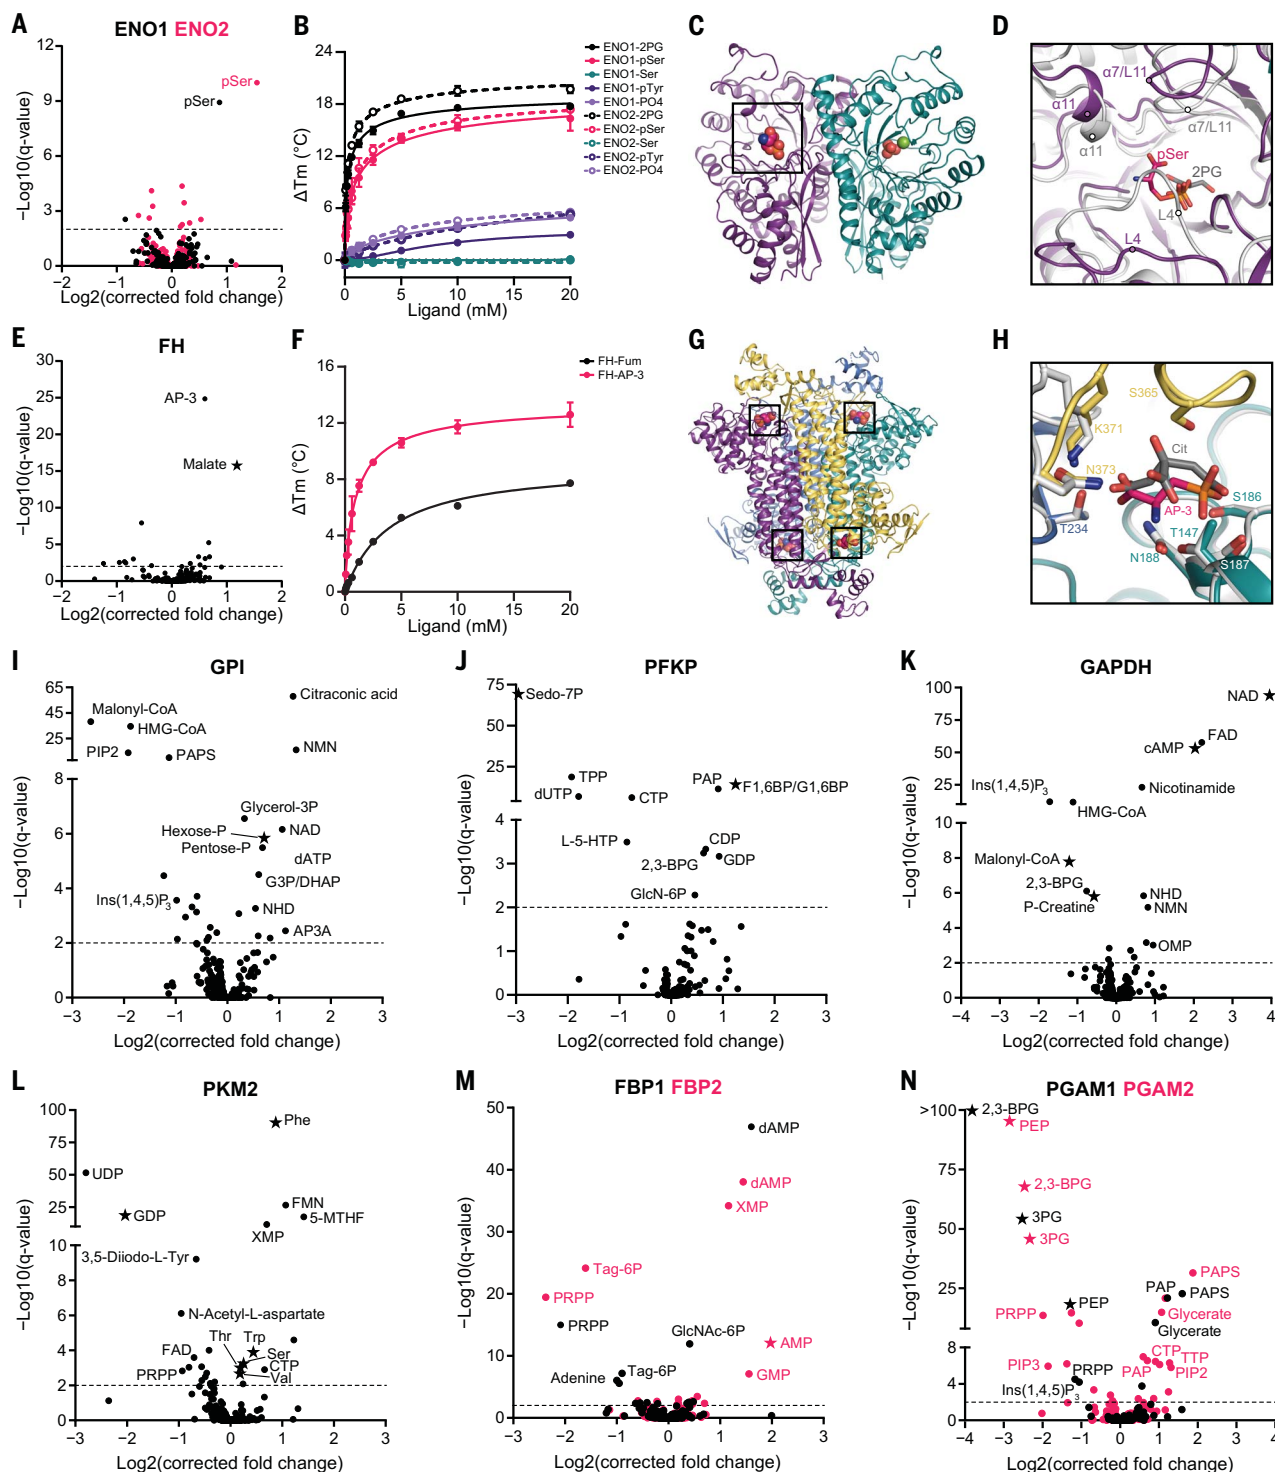 A
ENO1 ENO2
−Log10(q-value)
12
9
6
3
0
pSer
pSer
−2
−1
0
1
2
Log2(corrected fold change)
B
ΔTm (°C)
24
18
12
6
0
0
5
10
15
20
Ligand (mM)
ENO1-2PG
ENO1-pSer
ENO1-Ser
ENO1-pTyr
ENO1-PO4
ENO2-2PG
ENO2-pSer
ENO2-Ser
ENO2-pTyr
ENO2-PO4
C
D
α7/L11
α11
α7/L11
α11
pSer
2PG
L4
L4
E
FH
−Log10(q-value)
30
25
20
15
10
5
0
AP-3
Malate
−2
−1
0
1
2
Log2(corrected fold change)
F
ΔTm (°C)
16
12
8
4
0
0
5
10
15
20
Ligand (mM)
FH-Fum
FH-AP-3
G
H
S365
K371
Cit
N373
S186
AP-3
T234
T147
N188
S187
I
GPI
−Log10(q-value)
65
45
25
8
6
4
2
0
Citraconic acid
Malonyl-CoA
HMG-CoA
PIP2
PAPS
NMN
Glycerol-3P
Hexose-P
NAD
Pentose-P
dATP
G3P/DHAP
Ins(1,4,5)P3
NHD
AP3A
−3
−2
−1
0
1
2
3
Log2(corrected fold change)
J
PFKP
−Log10(q-value)
75
50
25
8
6
4
2
0
Sedo-7P
TPP
PAP
F1,6BP/G1,6BP
dUTP
CTP
L-5-HTP
CDP
2,3-BPG
GDP
GlcN-6P
−3
−2
−1
0
1
2
3
Log2(corrected fold change)
K
GAPDH
−Log10(q-value)
100
75
50
25
10
8
6
4
2
0
NAD
FAD
cAMP
Ins(1,4,5)P3
Nicotinamide
HMG-CoA
Malonyl-CoA
2,3-BPG
NHD
P-Creatine
NMN
OMP
−4
−3
−2
−1
0
1
2
3
4
Log2(corrected fold change)
L
PKM2
−Log10(q-value)
100
75
50
25
10
8
6
4
2
0
Phe
UDP
GDP
FMN
5-MTHF
XMP
3,5-Diiodo-L-Tyr
N-Acetyl-L-aspartate
Thr
Trp
FAD
Ser
PRPP
CTP
Val
−3
−2
−1
0
1
2
3
Log2(corrected fold change)
M
FBP1 FBP2
−Log10(q-value)
50
40
30
20
10
0
dAMP
dAMP
XMP
Tag-6P
PRPP
PRPP
GlcNAc-6P
AMP
Adenine
Tag-6P
GMP
−3
−2
−1
0
1
2
3
Log2(corrected fold change)
N
PGAM1 PGAM2
−Log10(q-value)
>100
75
50
25
8
6
4
2
0
2,3-BPG
PEP
2,3-BPG
3PG
3PG
PAPS
PAP
PAPS
PEP
PRPP
Glycerate
Glycerate
CTP
TTP
PIP3
PRPP
PAP
PIP2
Ins(1,4,5)P3
−4
−3
−2
−1
0
1
2
3
4
Log2(corrected fold change)